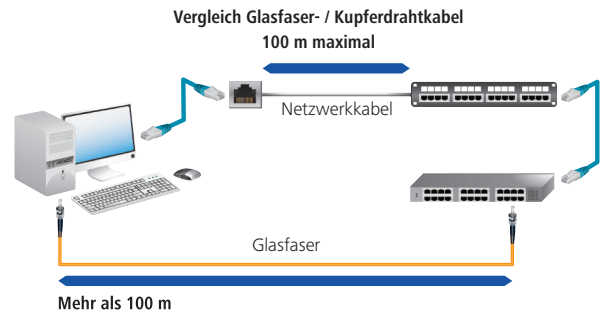 Vergleich Glasfaser- / Kupferdrahtkabel
100 m maximal
Netzwerkkabel
Glasfaser
Mehr als 100 m